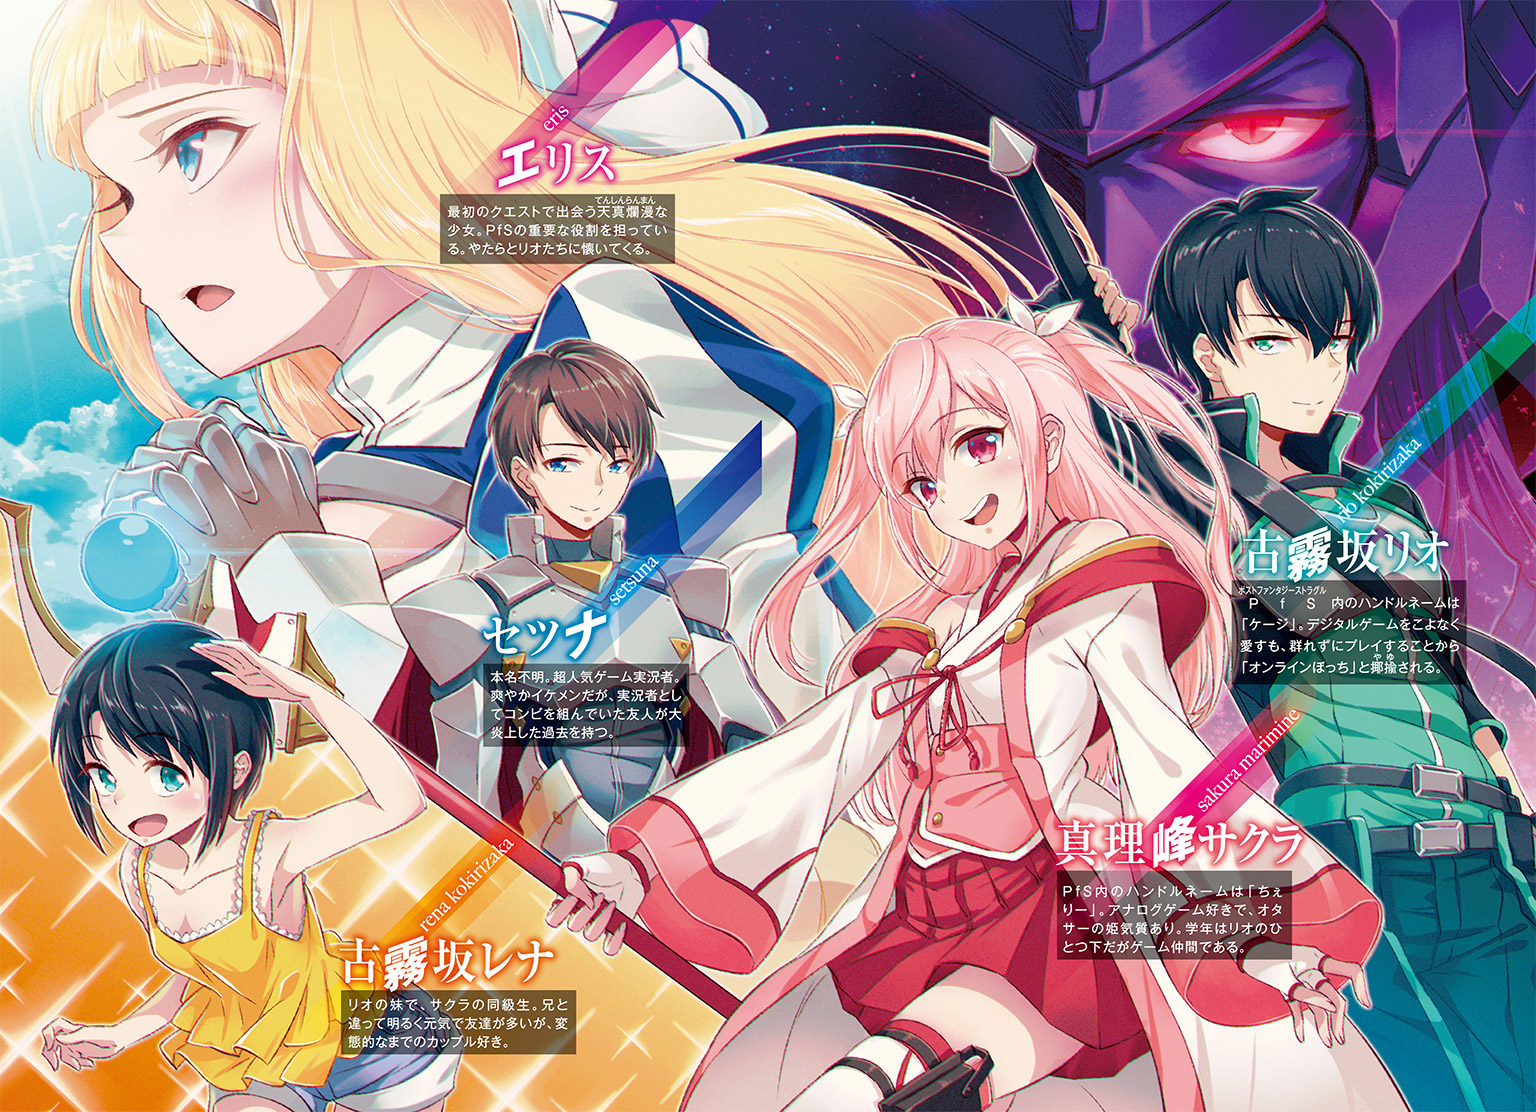 eris
エリス
てんしんらんまん
最初のクエストで出会う天真爛漫な
少女。PfSの重要な役割を担ってい
る。やたらとリオたちに懐いてくる。
rio kokirizaka
古霧坂リオ
ポストファンタジーストラグル
PfS内のハンドルネームは
「ケージ」。デジタルゲームをこよなく
愛すも、群れずにプレイすることから
やゆ
「オンラインぼっち」と揶揄される。
setsuna
セツナ
本名不明。超人気ゲーム実況者。
爽やかイケメンだが、実況者とし
てコンビを組んでいた友人が大
炎上した過去を持つ。
sakura marimine
真理峰サクラ
PfS内のハンドルネームは「ちぇ
りー」。アナログゲーム好きで、オタ
サーの姫気質あり。学年はリオのひ
とつ下だがゲーム仲間である。
rena kokirizaka
古霧坂レナ
リオの妹で、サクラの同級生。兄と
違って明るく元気で友達が多いが、変
態的なまでのカップル好き。